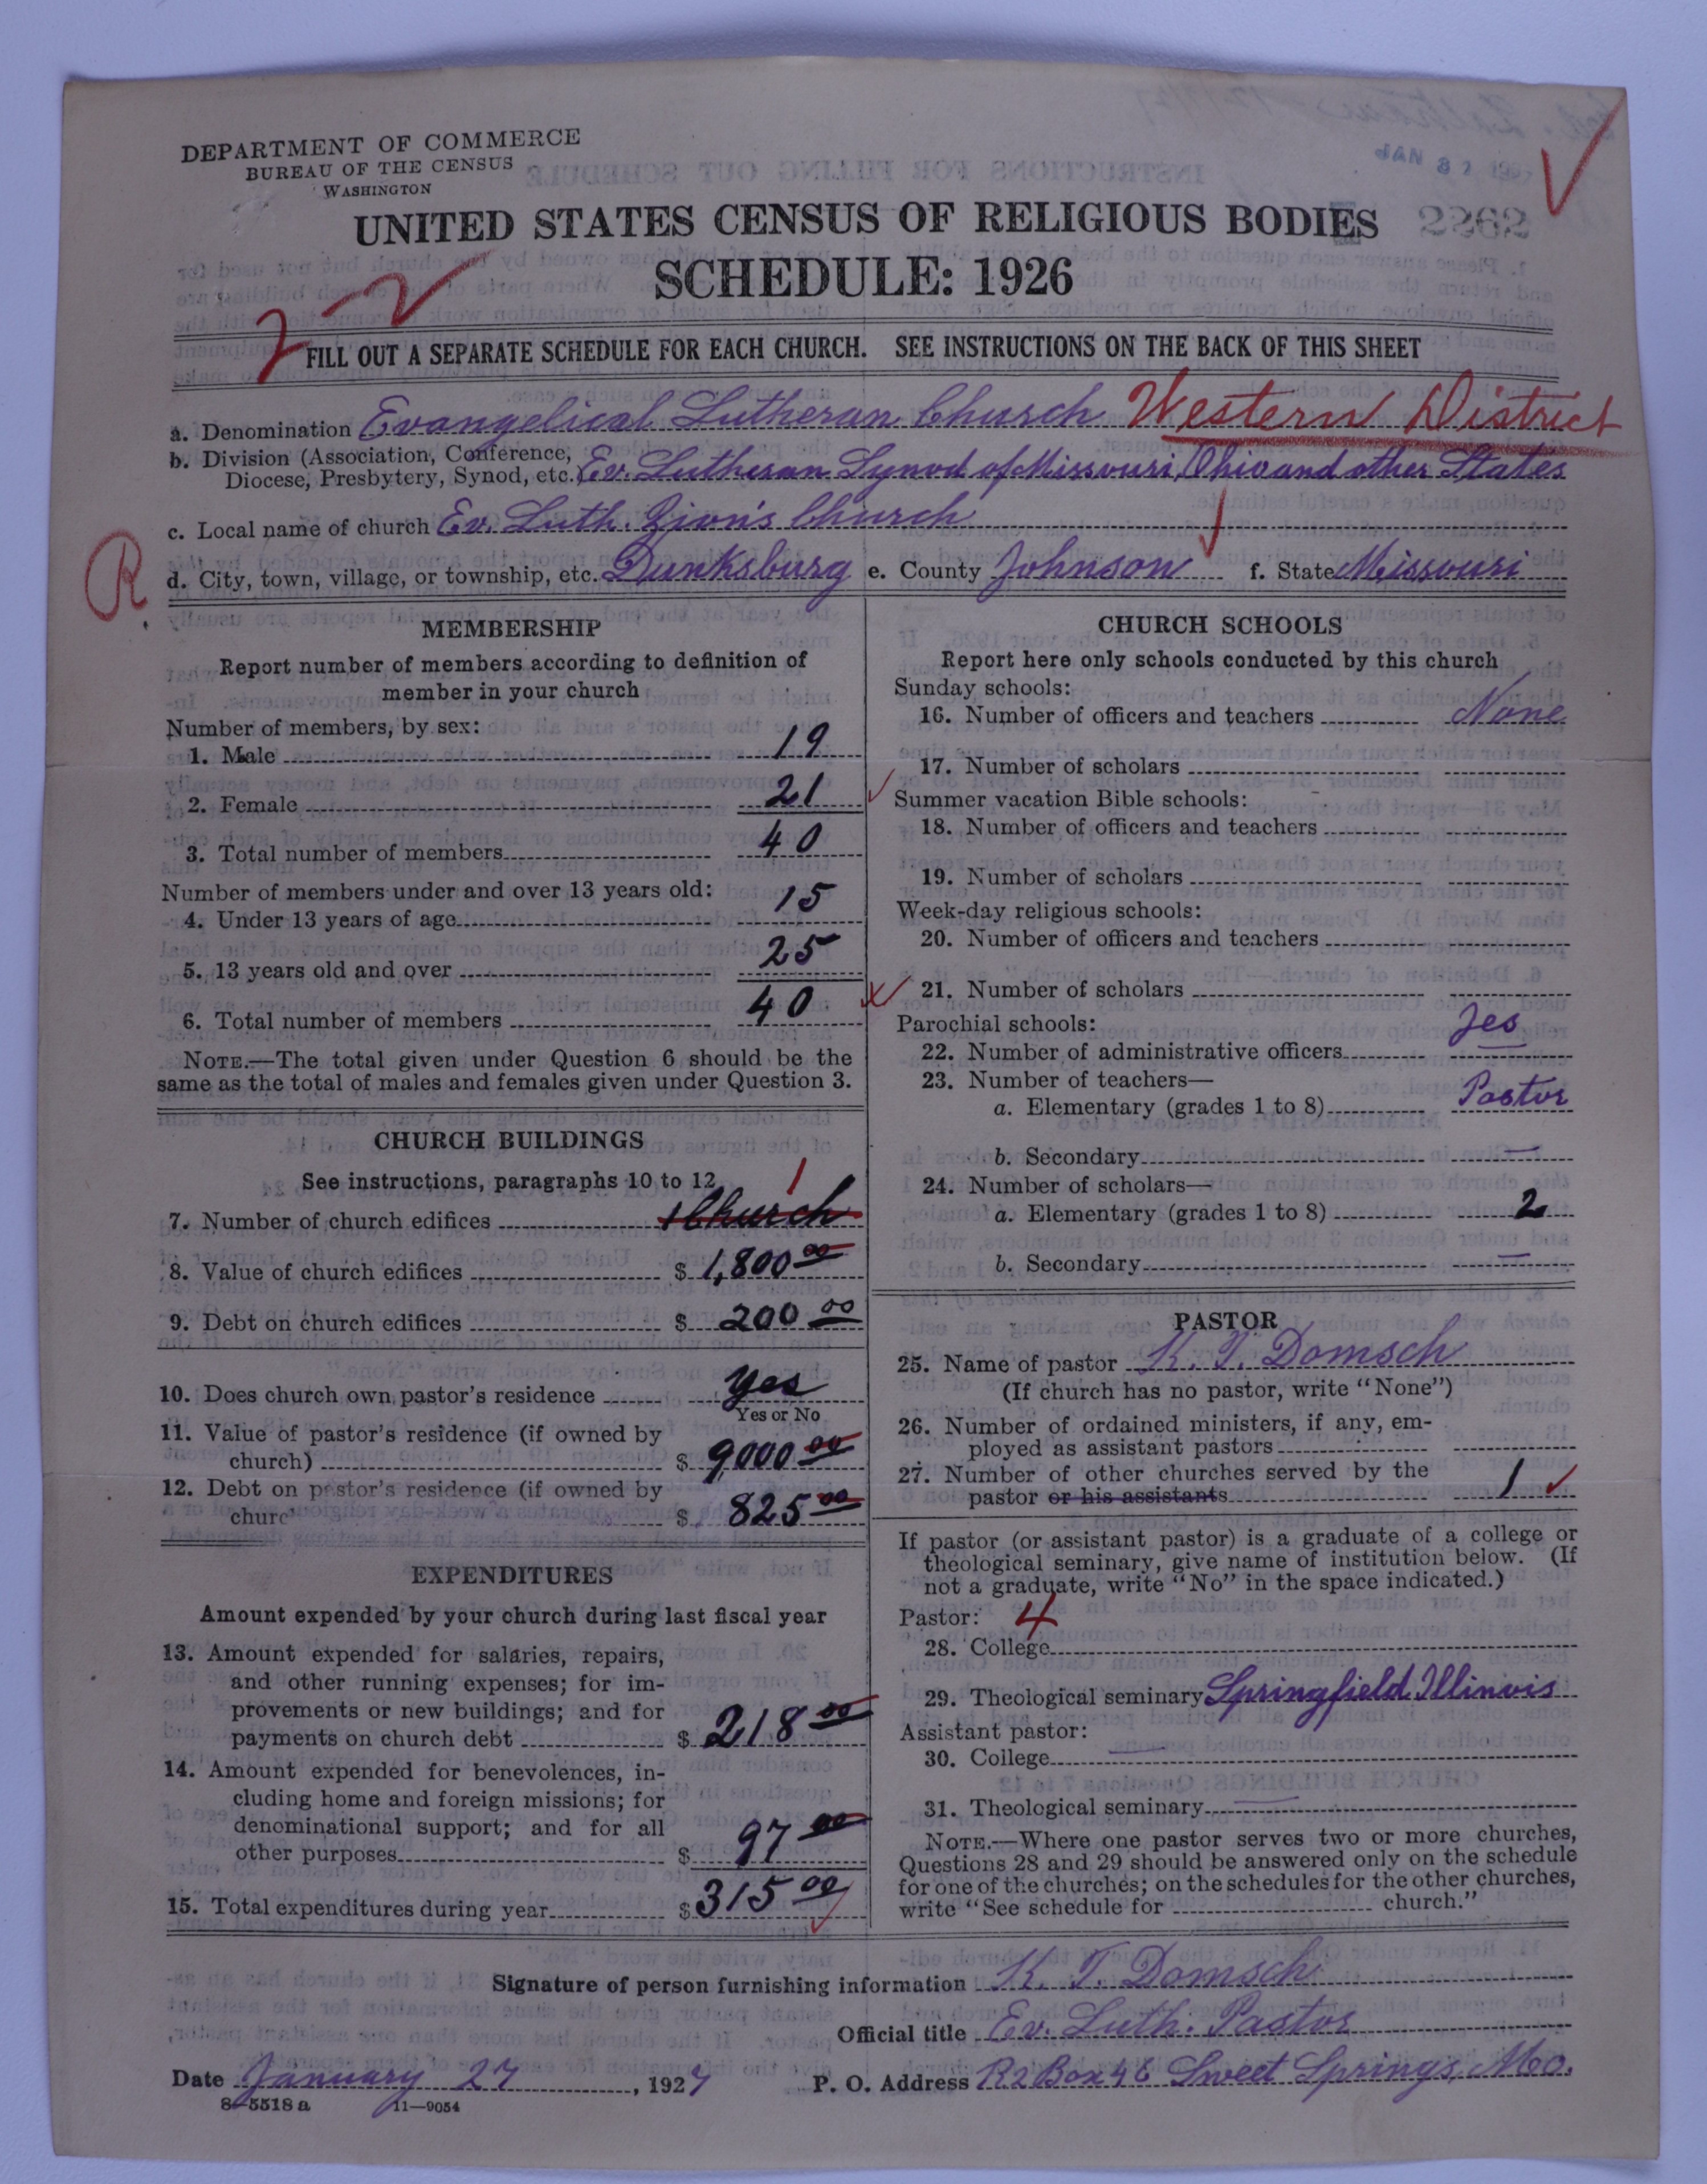 DEPARTMENT OF COMMERCE
BUREAU OF THE CENSUS
WASHINGTON
UNITED STATES CENSUS OF RELIGIOUS BODIES
SCHEDULE: 1926
FILL OUT A SEPARATE SCHEDULE FOR EACH CHURCH. SEE INSTRUCTIONS ON THE BACK OF THIS SHEET
a. Denomination Evangelical Lutheran Church Western District
b. Division (Association, Conference,
Diocese, Presbytery, Synod, etc.) Ev. Lutheran Synod of Missouri, Ohio and other States
c. Local name of church Ev. Luth. Zion's Church
R
d. City, town, village, or township, etc. Dunksburg e. County Johnson f. State Missouri
MEMBERSHIP
Report number of members according to definition of
member in your church
Number of members, by sex:
1. Male 19
2. Female 21
3. Total number of members 40
Number of members under and over 13 years old:
4. Under 13 years of age 15
5. 13 years old and over 25
6. Total number of members 40
NOTE.—The total given under Question 6 should be the
same as the total of males and females given under Question 3.
CHURCH BUILDINGS
See instructions, paragraphs 10 to 12
1
7. Number of church edifices 1 Church
8. Value of church edifices $ 1,800 00
9. Debt on church edifices $ 200 00
10. Does church own pastor's residence Yes
Yes or No
11. Value of pastor's residence (if owned by
church) $ 9000 00
12. Debt on pastor's residence (if owned by
churc $ 825 00
EXPENDITURES
Amount expended by your church during last fiscal year
13. Amount expended for salaries, repairs,
and other running expenses; for im-
provements or new buildings; and for
payments on church debt $ 218 00
14. Amount expended for benevolences, in-
cluding home and foreign missions; for
denominational support; and for all
other purposes $ 97 00
15. Total expenditures during year $ 315 00
CHURCH SCHOOLS
Report here only schools conducted by this church
Sunday schools:
16. Number of officers and teachers None
17. Number of scholars
Summer vacation Bible schools:
18. Number of officers and teachers
19. Number of scholars
Week-day religious schools:
20. Number of officers and teachers
21. Number of scholars
Parochial schools: Yes
22. Number of administrative officers
23. Number of teachers—
a. Elementary (grades 1 to 8) Pastor
b. Secondary —
24. Number of scholars—
a. Elementary (grades 1 to 8) 2
b. Secondary —
PASTOR
25. Name of pastor K. T. Domsch
(If church has no pastor, write "None")
26. Number of ordained ministers, if any, em-
ployed as assistant pastors
27. Number of other churches served by the
pastor or his assistants 1
If pastor (or assistant pastor) is a graduate of a college or
theological seminary, give name of institution below. (If
not a graduate, write "No" in the space indicated.)
Pastor: 4
28. College
29. Theological seminary Springfield Illinois
Assistant pastor:
30. College —
31. Theological seminary —
NOTE.—Where one pastor serves two or more churches,
Questions 28 and 29 should be answered only on the schedule
for one of the churches; on the schedules for the other churches,
write "See schedule for church."
Signature of person furnishing information K. T. Domsch
Official title Ev. Luth. Pastor
Date January 27, 1927 P. O. Address R2 Box 48 Sweet Springs, Mo.
8—5518 a 11—9054